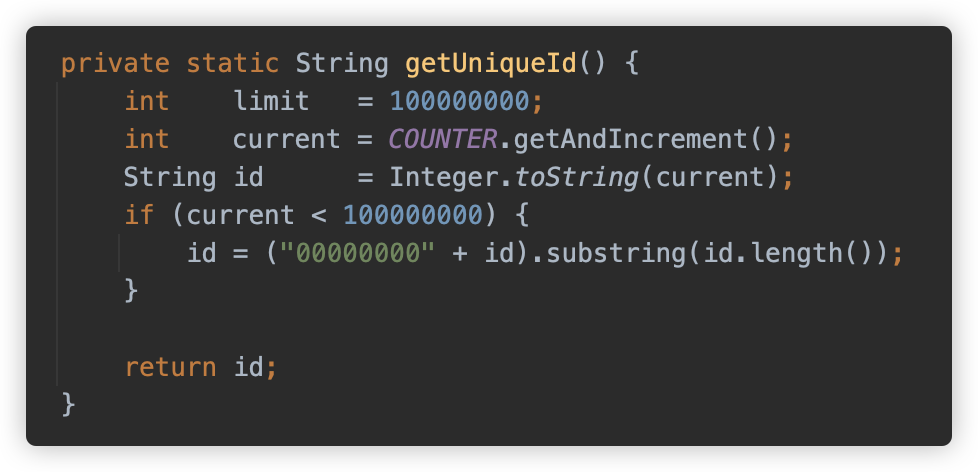 private static String getUniqueId() {
    int    limit   = 100000000;
    int    current = COUNTER.getAndIncrement();
    String id      = Integer.toString(current);
    if (current < 100000000) {
        id = ("00000000" + id).substring(id.length());
    }

    return id;
}